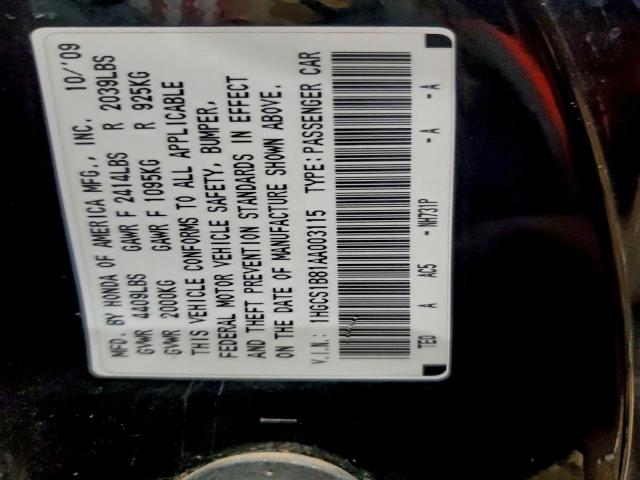 MFD. BY HONDA OF AMERICA MFG., INC. 10/'09
GVWR 4409LBS GAWR F 2414LBS R 2039LBS
GVWR 2000KG GAWR F 1095KG R 925KG
THIS VEHICLE CONFORMS TO ALL APPLICABLE
FEDERAL MOTOR VEHICLE SAFETY, BUMPER,
AND THEFT PREVENTION STANDARDS IN EFFECT
ON THE DATE OF MANUFACTURE SHOWN ABOVE.
V.I.N.: 1HGCS1B81AA003115 TYPE: PASSENGER CAR
TE0 A AC5 - NH731P - A - A